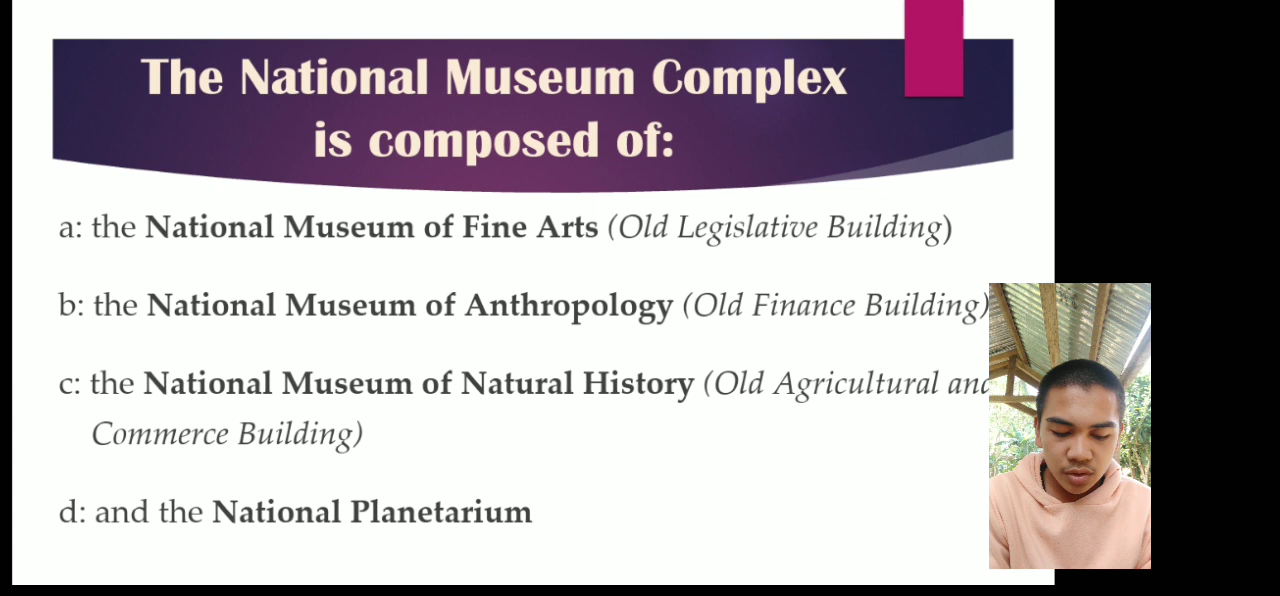 The National Museum Complex
is composed of:
a: the National Museum of Fine Arts (Old Legislative Building)
b: the National Museum of Anthropology (Old Finance Building)
c: the National Museum of Natural History (Old Agricultural and
Commerce Building)
d: and the National Planetarium